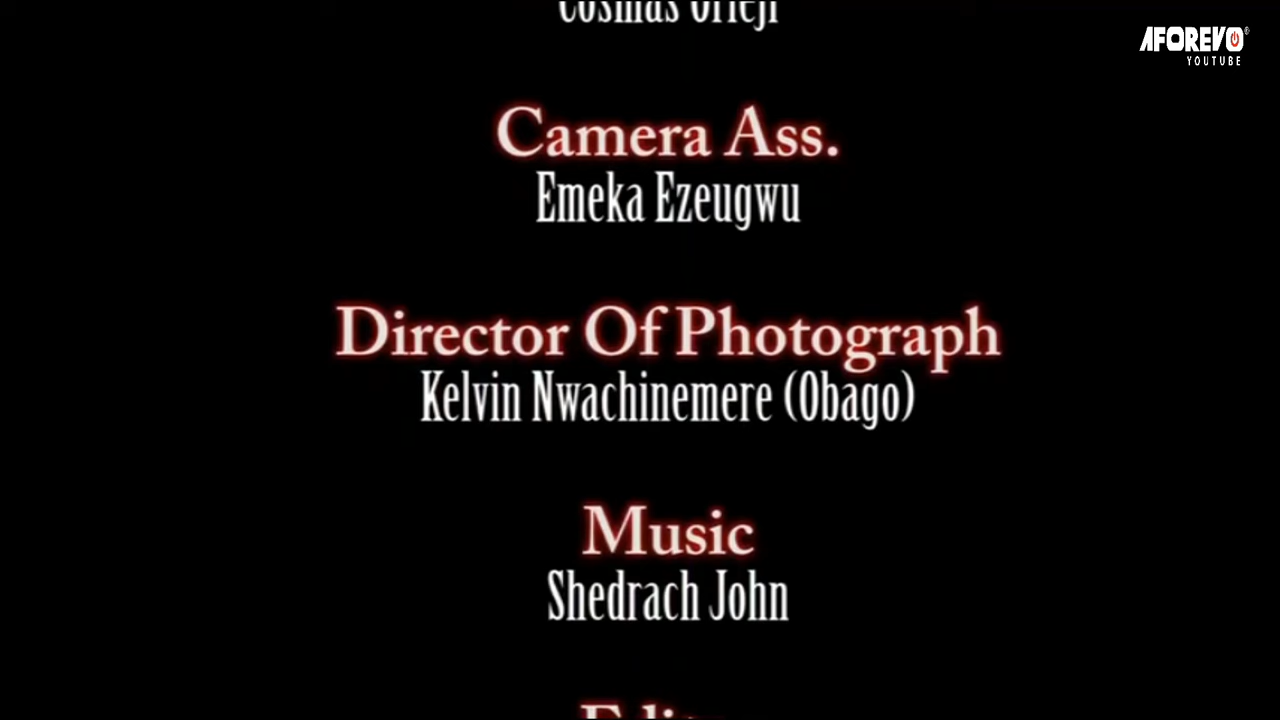 AFOREVO
YOUTUBE
Camera Ass.
Emeka Ezeugwu
Director Of Photograph
Kelvin Nwachinemere (Obago)
Music
Shedrach John